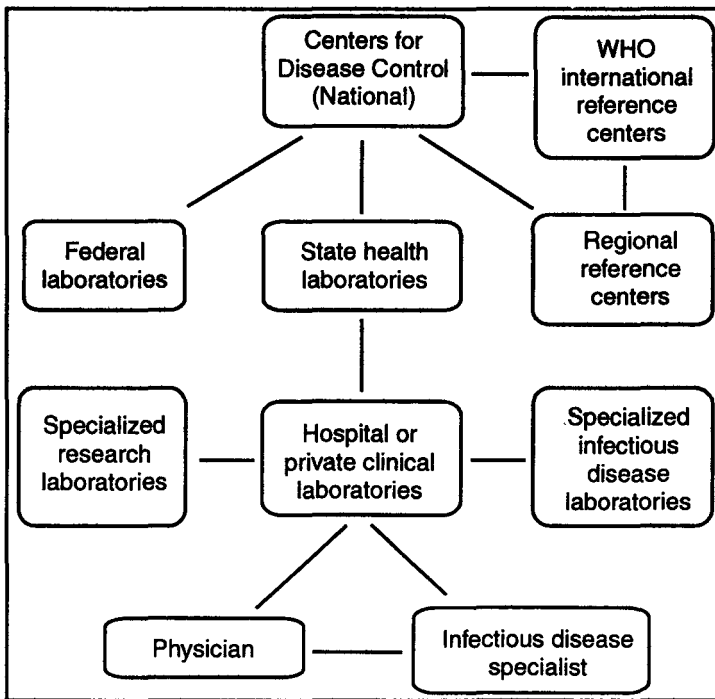 Centers for
Disease Control
(National)
WHO
international
reference
centers
Federal
laboratories
State health
laboratories
Regional
reference
centers
Specialized
research
laboratories
Hospital or
private clinical
laboratories
Specialized
infectious
disease
laboratories
Physician
Infectious disease
specialist